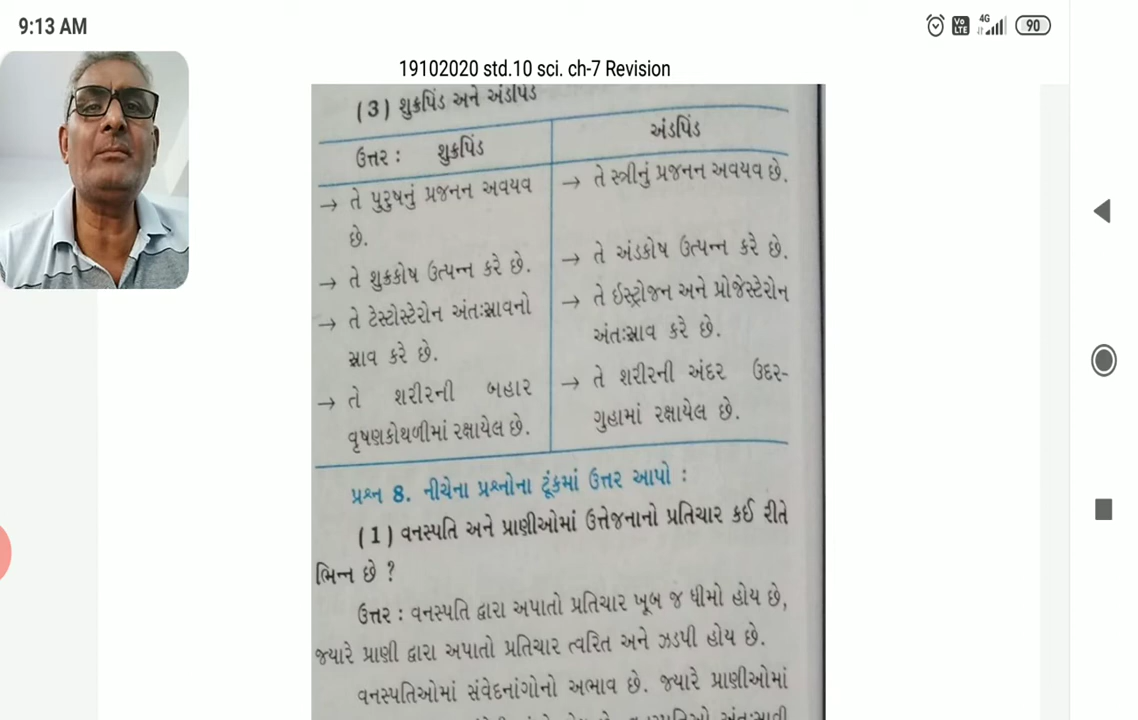 9:13 AM
Vo LTE 4G 90
19102020 std.10 sci. ch-7 Revision
(3) શુક્રપિંડ અને અંડપિંડ
ઉત્તર : શુક્રપિંડ
અંડપિંડ
→ તે પુરુષનું પ્રજનન અવયવ
છે.
→ તે શુક્રકોષ ઉત્પન્ન કરે છે.
→ તે ટેસ્ટોસ્ટેરોન અંતઃસ્રાવનો
સ્રાવ કરે છે.
→ તે શરીરની બહાર
વૃષણકોથળીમાં રક્ષાયેલ છે.
→ તે સ્ત્રીનું પ્રજનન અવયવ છે.
→ તે અંડકોષ ઉત્પન્ન કરે છે.
→ તે ઇસ્ટ્રોજન અને પ્રોજેસ્ટેરોન
અંતઃસ્રાવ કરે છે.
→ તે શરીરની અંદર ઉદર-
ગુહામાં રક્ષાયેલ છે.
પ્રશ્ન 8. નીચેના પ્રશ્નોના ટૂંકમાં ઉત્તર આપો :
(1) વનસ્પતિ અને પ્રાણીઓમાં ઉત્તેજનાનો પ્રતિચાર કઈ રીતે
ભિન્ન છે ?
ઉત્તર : વનસ્પતિ દ્વારા અપાતો પ્રતિચાર ખૂબ જ ધીમો હોય છે,
જ્યારે પ્રાણી દ્વારા અપાતો પ્રતિચાર ત્વરિત અને ઝડપી હોય છે.
વનસ્પતિઓમાં સંવેદનાંગોનો અભાવ છે. જ્યારે પ્રાણીઓમાં